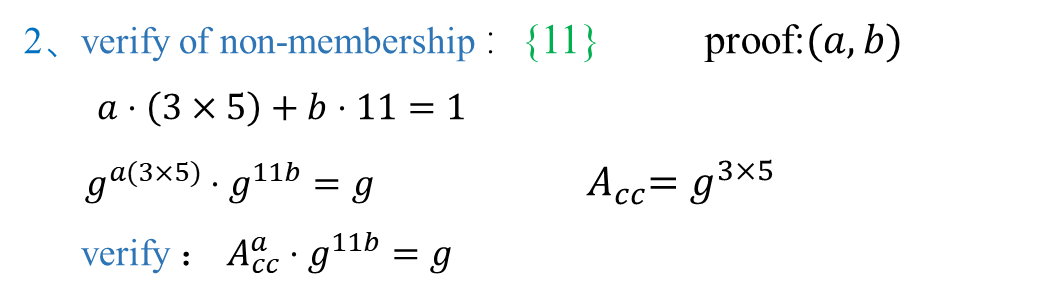 2、verify of non-membership： {11} proof:(a, b)
a · (3 × 5) + b · 11 = 1
g^{a(3×5)} · g^{11b} = g A_{cc}= g^{3×5}
verify： A_{cc}^{a} · g^{11b} = g